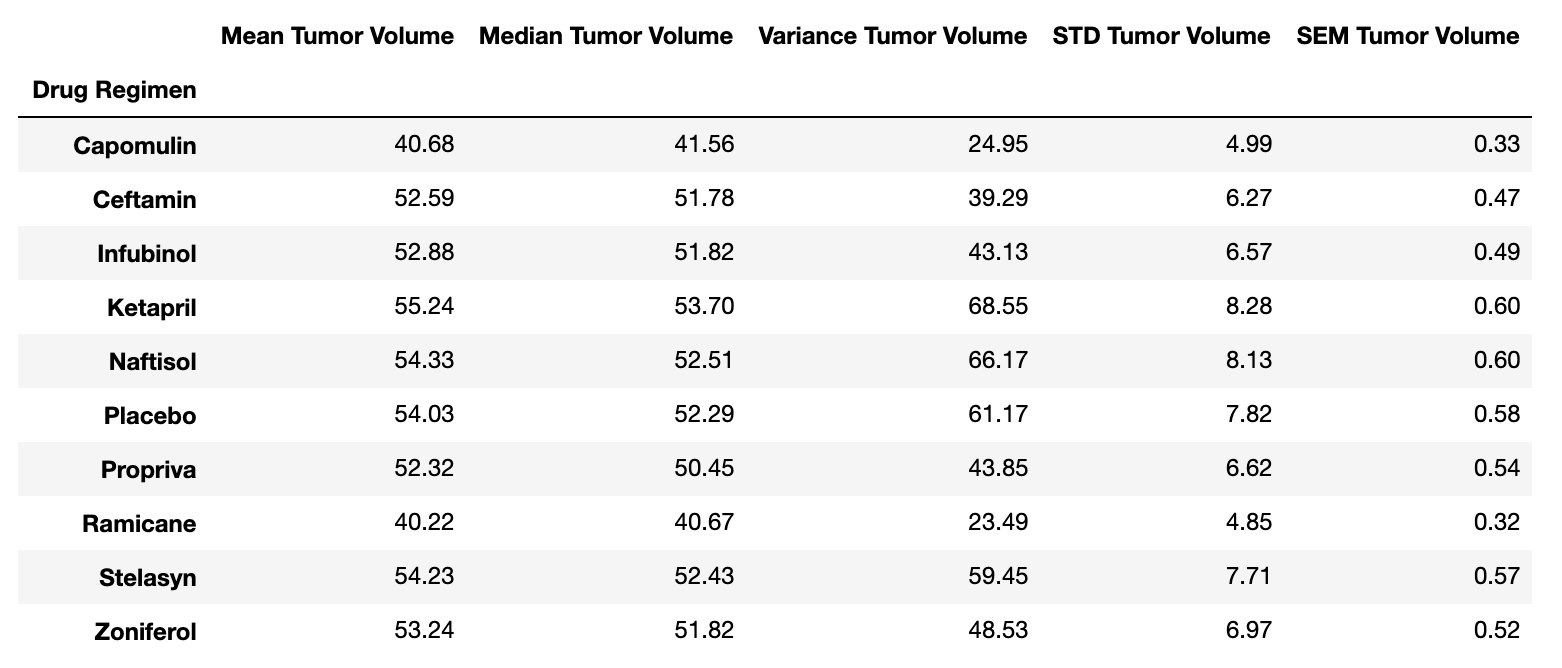 Mean Tumor Volume Median Tumor Volume Variance Tumor Volume STD Tumor Volume SEM Tumor Volume
Drug Regimen
Capomulin 40.68 41.56 24.95 4.99 0.33
Ceftamin 52.59 51.78 39.29 6.27 0.47
Infubinol 52.88 51.82 43.13 6.57 0.49
Ketapril 55.24 53.70 68.55 8.28 0.60
Naftisol 54.33 52.51 66.17 8.13 0.60
Placebo 54.03 52.29 61.17 7.82 0.58
Propriva 52.32 50.45 43.85 6.62 0.54
Ramicane 40.22 40.67 23.49 4.85 0.32
Stelasyn 54.23 52.43 59.45 7.71 0.57
Zoniferol 53.24 51.82 48.53 6.97 0.52